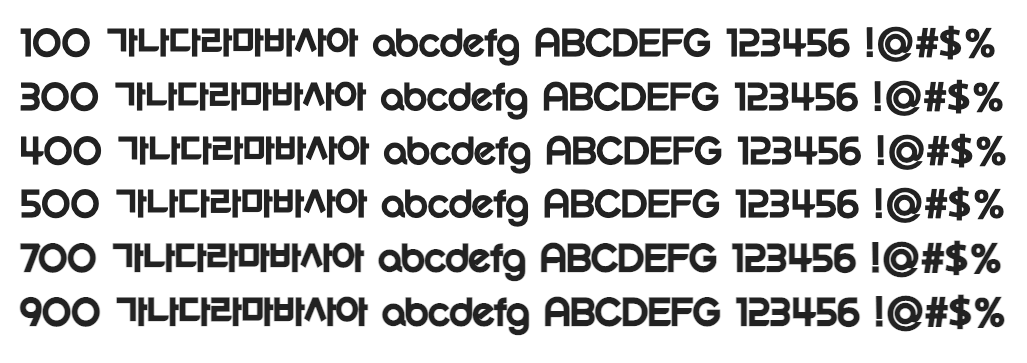 100 가나다라마바사아 abcdefg ABCDEFG 123456 !@#$%
300 가나다라마바사아 abcdefg ABCDEFG 123456 !@#$%
400 가나다라마바사아 abcdefg ABCDEFG 123456 !@#$%
500 가나다라마바사아 abcdefg ABCDEFG 123456 !@#$%
700 가나다라마바사아 abcdefg ABCDEFG 123456 !@#$%
900 가나다라마바사아 abcdefg ABCDEFG 123456 !@#$%